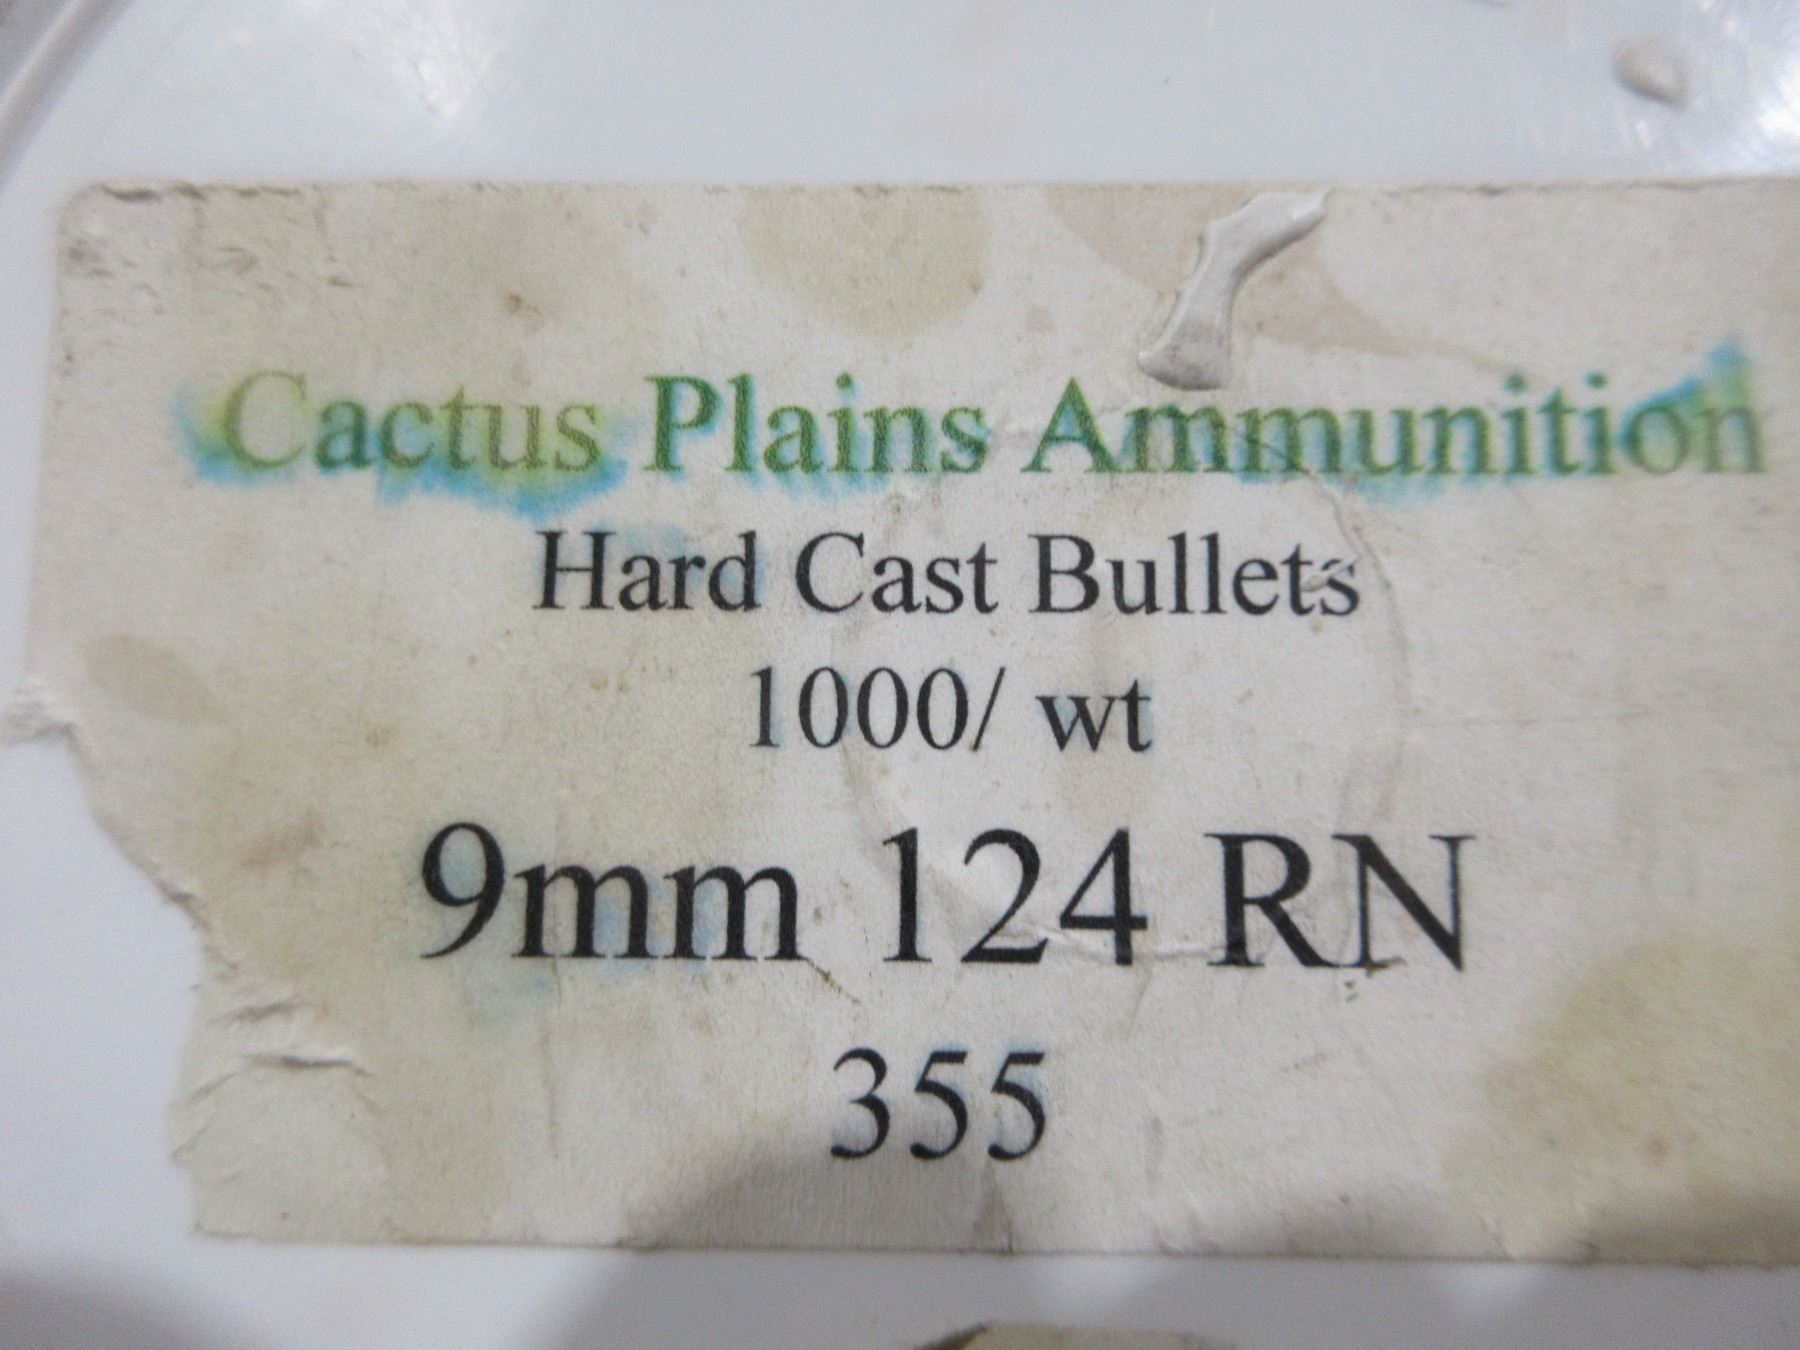 Cactus Plains Ammunition
Hard Cast Bullets
1000/ wt
9mm 124 RN
355